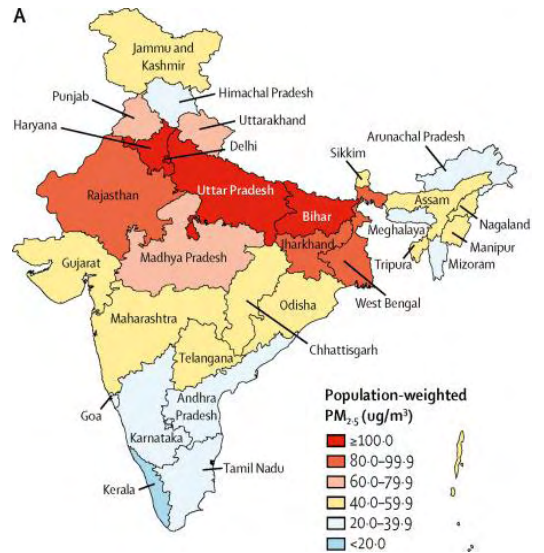 A
Jammu and
Kashmir
Himachal Pradesh
Punjab
Uttarakhand
Haryana
Delhi
Arunachal Pradesh
Sikkim
Rajasthan
Uttar Pradesh
Assam
Bihar
Meghalaya
Nagaland
Jharkhand
Manipur
Gujarat
Madhya Pradesh
Tripura
Mizoram
West Bengal
Odisha
Maharashtra
Chhattisgarh
Telangana
Goa
Andhra
Pradesh
Karnataka
Tamil Nadu
Kerala
Population-weighted
PM2·5 (ug/m³)
≥100·0
80·0–99·9
60·0–79·9
40·0–59·9
20·0–39·9
<20·0